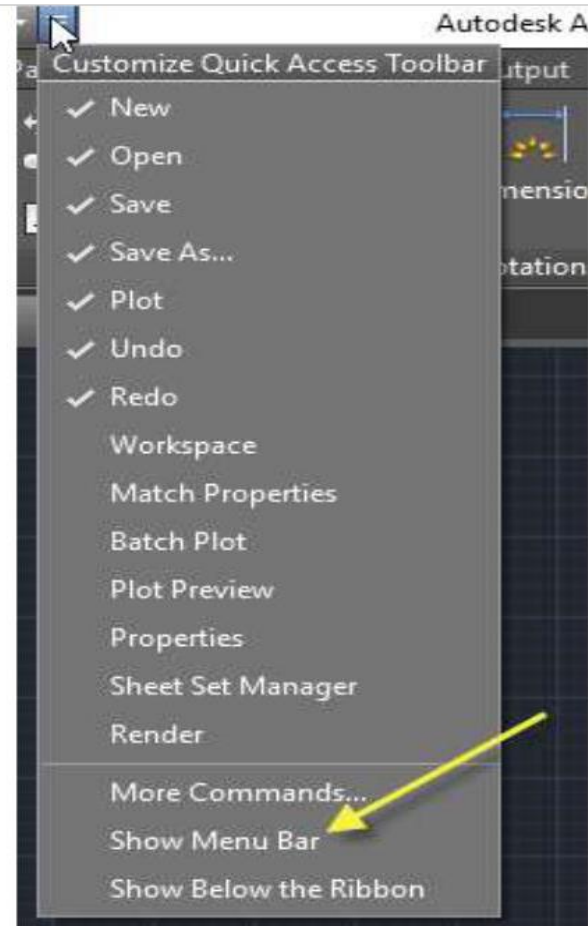 Autodesk A
Customize Quick Access Toolbar
New
Open
Save
Save As...
Plot
Undo
Redo
Workspace
Match Properties
Batch Plot
Plot Preview
Properties
Sheet Set Manager
Render
More Commands...
Show Menu Bar
Show Below the Ribbon